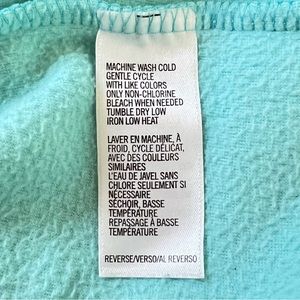 MACHINE WASH COLD
GENTLE CYCLE
WITH LIKE COLORS
ONLY NON-CHLORINE
BLEACH WHEN NEEDED
TUMBLE DRY LOW
IRON LOW HEAT
LAVER EN MACHINE, À
FROID, CYCLE DÉLICAT,
AVEC DES COULEURS
SIMILAIRES
L'EAU DE JAVEL SANS
CHLORE SEULEMENT SI
NÉCESSAIRE
SÉCHOIR, BASSE
TEMPÉRATURE
REPASSAGE À BASSE
TEMPÉRATURE
REVERSE/VERSO/AL REVERSO